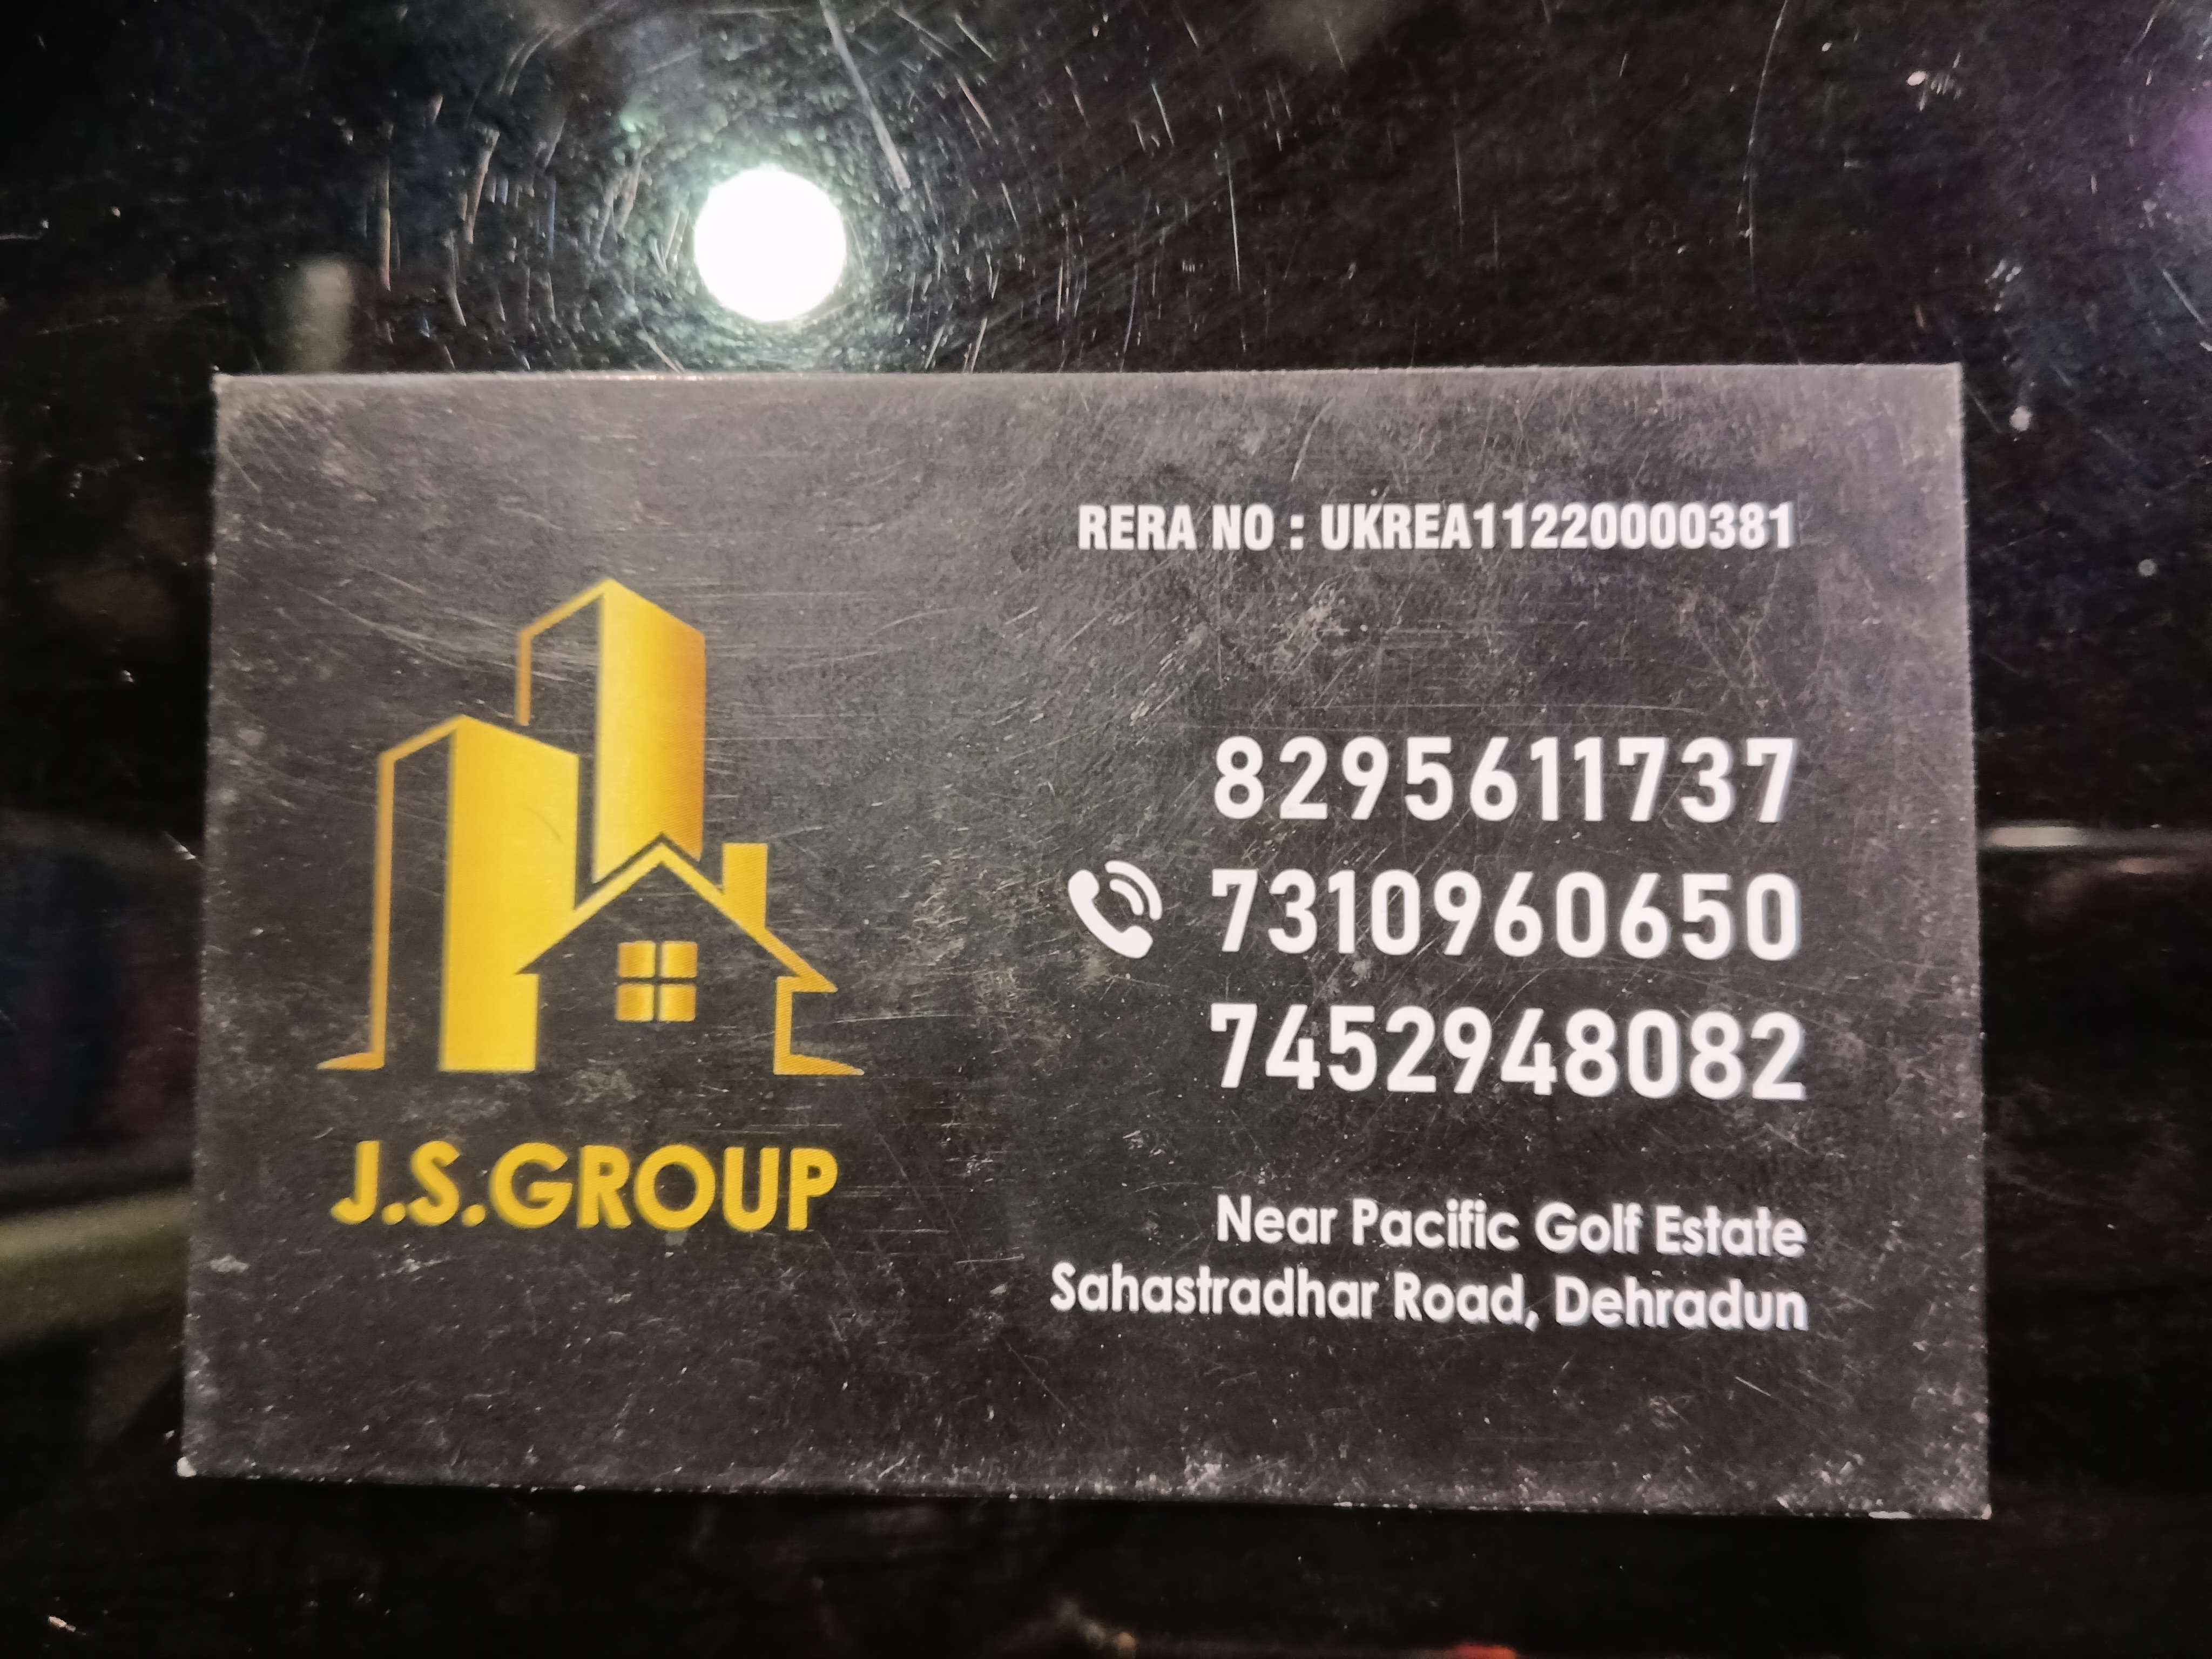 RERA NO : UKREA11220000381
8295611737
7310960650
7452948082
J.S.GROUP
Near Pacific Golf Estate
Sahastradhar Road, Dehradun